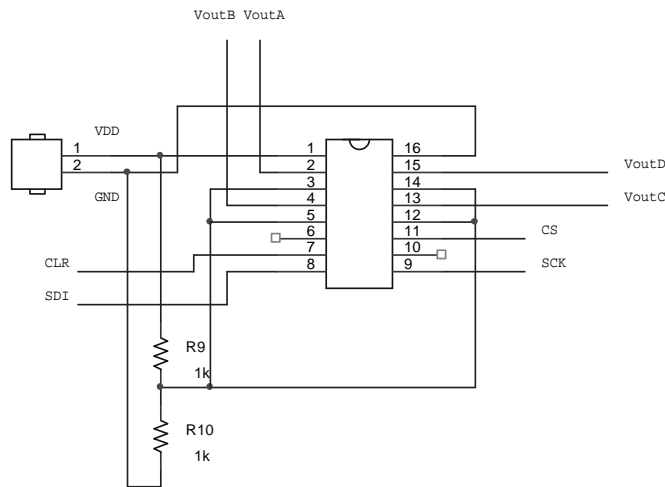 VoutB VoutA
VDD
1
2
GND
1
2
3
4
5
6
7
8
16
15
14
13
12
11
10
9
VoutD
VoutC
CS
SCK
CLR
SDI
R9
1k
R10
1k